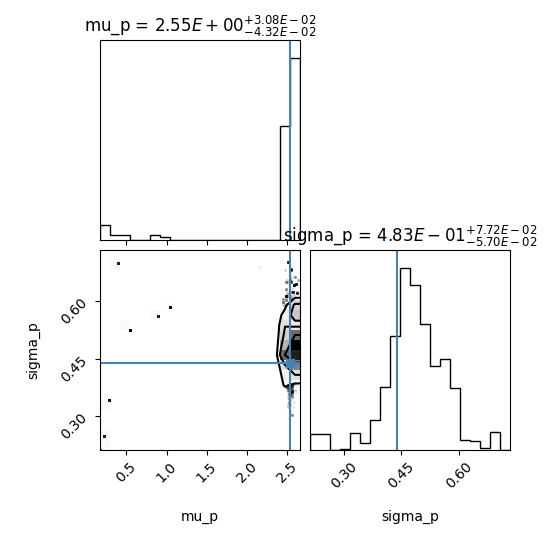 mu_p = 2.55E + 00+3.08E − 02 −4.32E − 02
sigma_p = 4.83E − 01+7.72E − 02 −5.70E − 02
0.60
0.45
0.30
sigma_p
0.5 1.0 1.5 2.0 2.5
0.30 0.45 0.60
mu_p
sigma_p